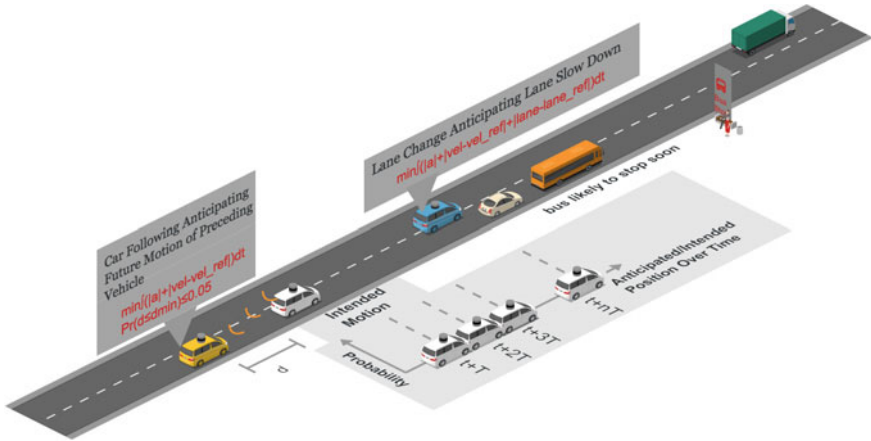 Lane Change Anticipating Lane Slow Down
min∫(|a|+|vel-vel_ref|+|lane-lane_ref|)dt
Car Following Anticipating
Future Motion of Preceding
Vehicle
min∫(|a|+|vel-vel_ref|)dt
Pr(d≤dmin)≤0.05
bus likely to stop soon
Anticipated/Intended
Position Over Time
Intended
Motion
Probability
t+T
t+2T
t+3T
t+nT
d